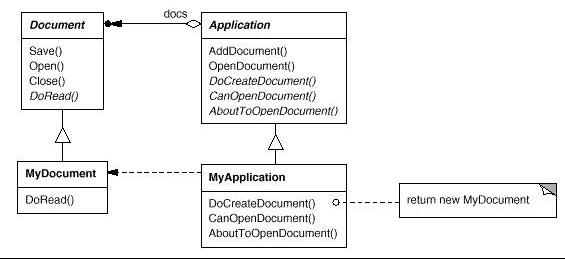 docs
Document
Save()
Open()
Close()
DoRead()
Application
AddDocument()
OpenDocument()
DoCreateDocument()
CanOpenDocument()
AboutToOpenDocument()
MyDocument
DoRead()
MyApplication
DoCreateDocument()
CanOpenDocument()
AboutToOpenDocument()
return new MyDocument